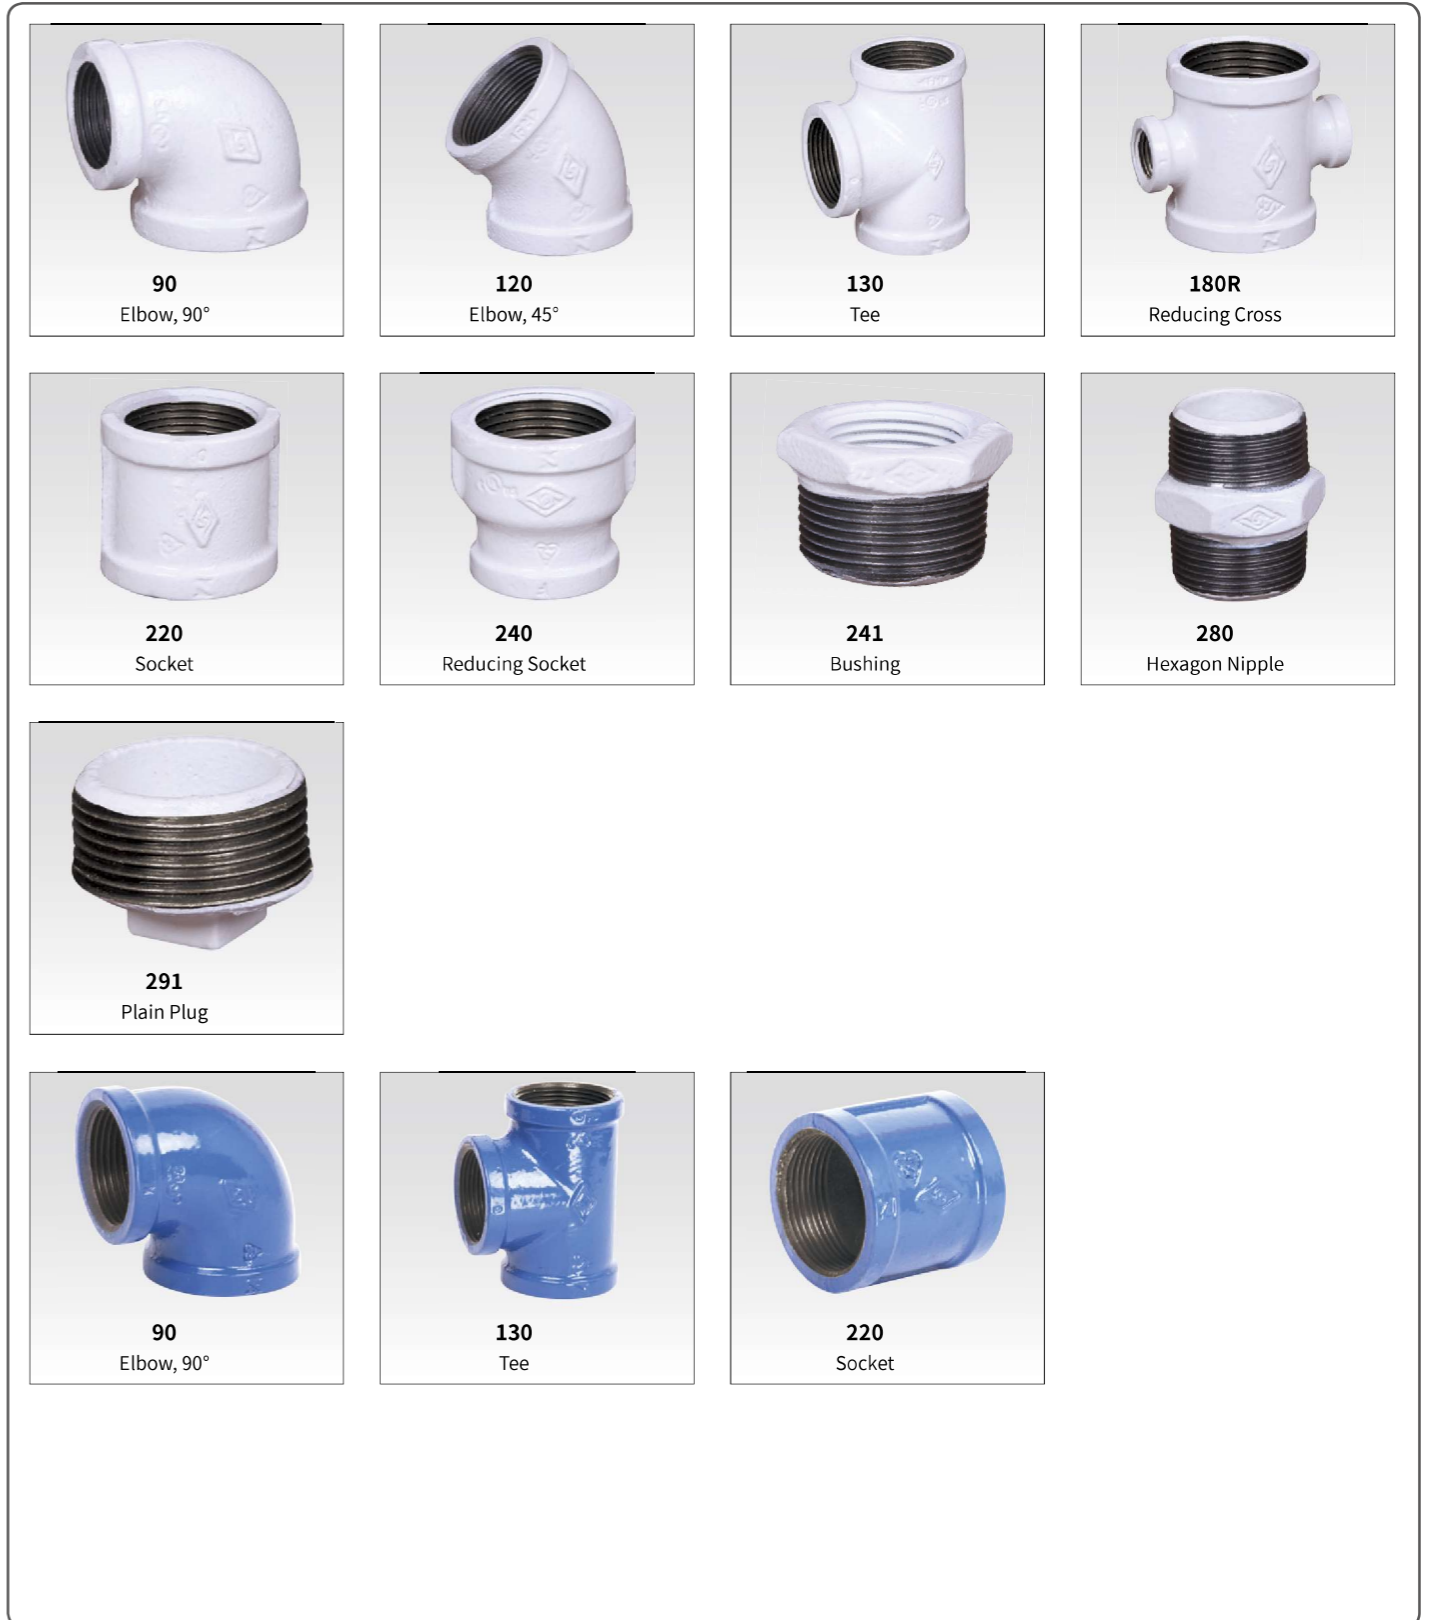 90
Elbow, 90°
120
Elbow, 45°
130
Tee
180R
Reducing Cross
220
Socket
240
Reducing Socket
241
Bushing
280
Hexagon Nipple
291
Plain Plug
90
Elbow, 90°
130
Tee
220
Socket